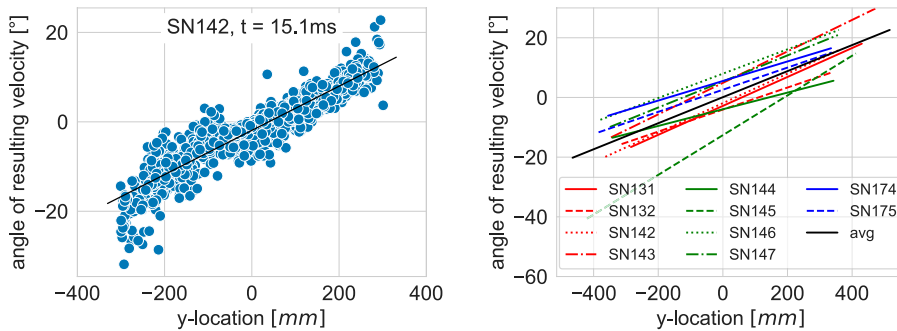 SN142, t = 15.1ms
angle of resulting velocity [°]
20
0
−20
−400
−200
0
200
400
y-location [mm]
angle of resulting velocity [°]
20
0
−20
−40
−60
SN131
SN132
SN142
SN143
SN144
SN145
SN146
SN147
SN174
SN175
avg
−400
−200
0
200
400
y-location [mm]